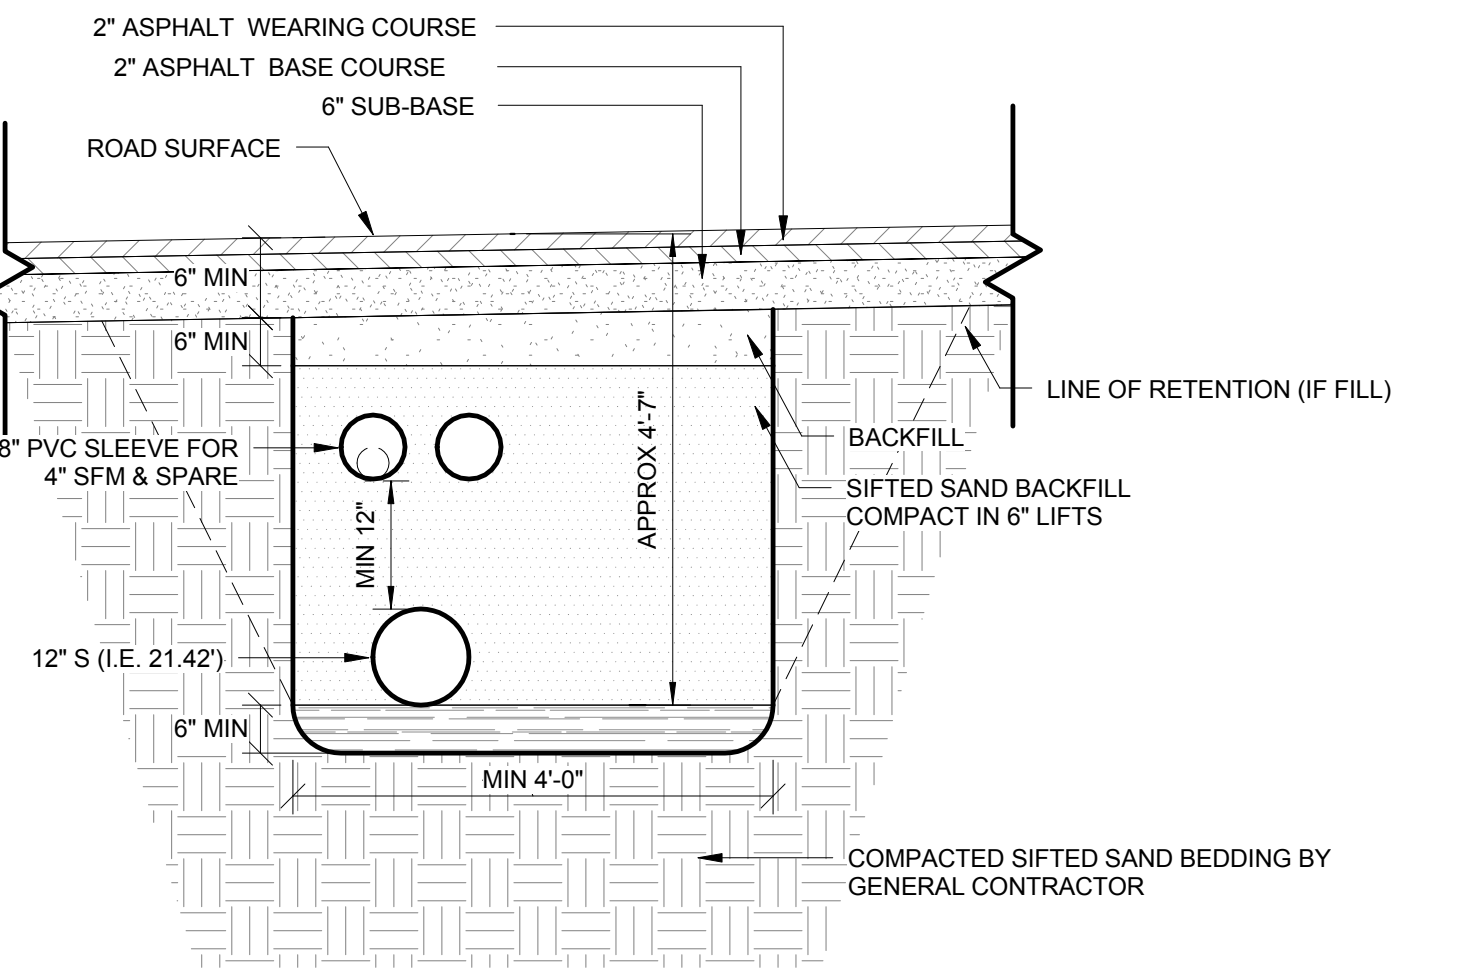 2" ASPHALT WEARING COURSE
2" ASPHALT BASE COURSE
6" SUB-BASE
ROAD SURFACE
6" MIN
6" MIN
LINE OF RETENTION (IF FILL)
APPROX 4'-7"
BACKFILL
8" PVC SLEEVE FOR
4" SFM & SPARE
SIFTED SAND BACKFILL
COMPACT IN 6" LIFTS
MIN 12"
12" S (I.E. 21.42')
6" MIN
MIN 4'-0"
COMPACTED SIFTED SAND BEDDING BY
GENERAL CONTRACTOR